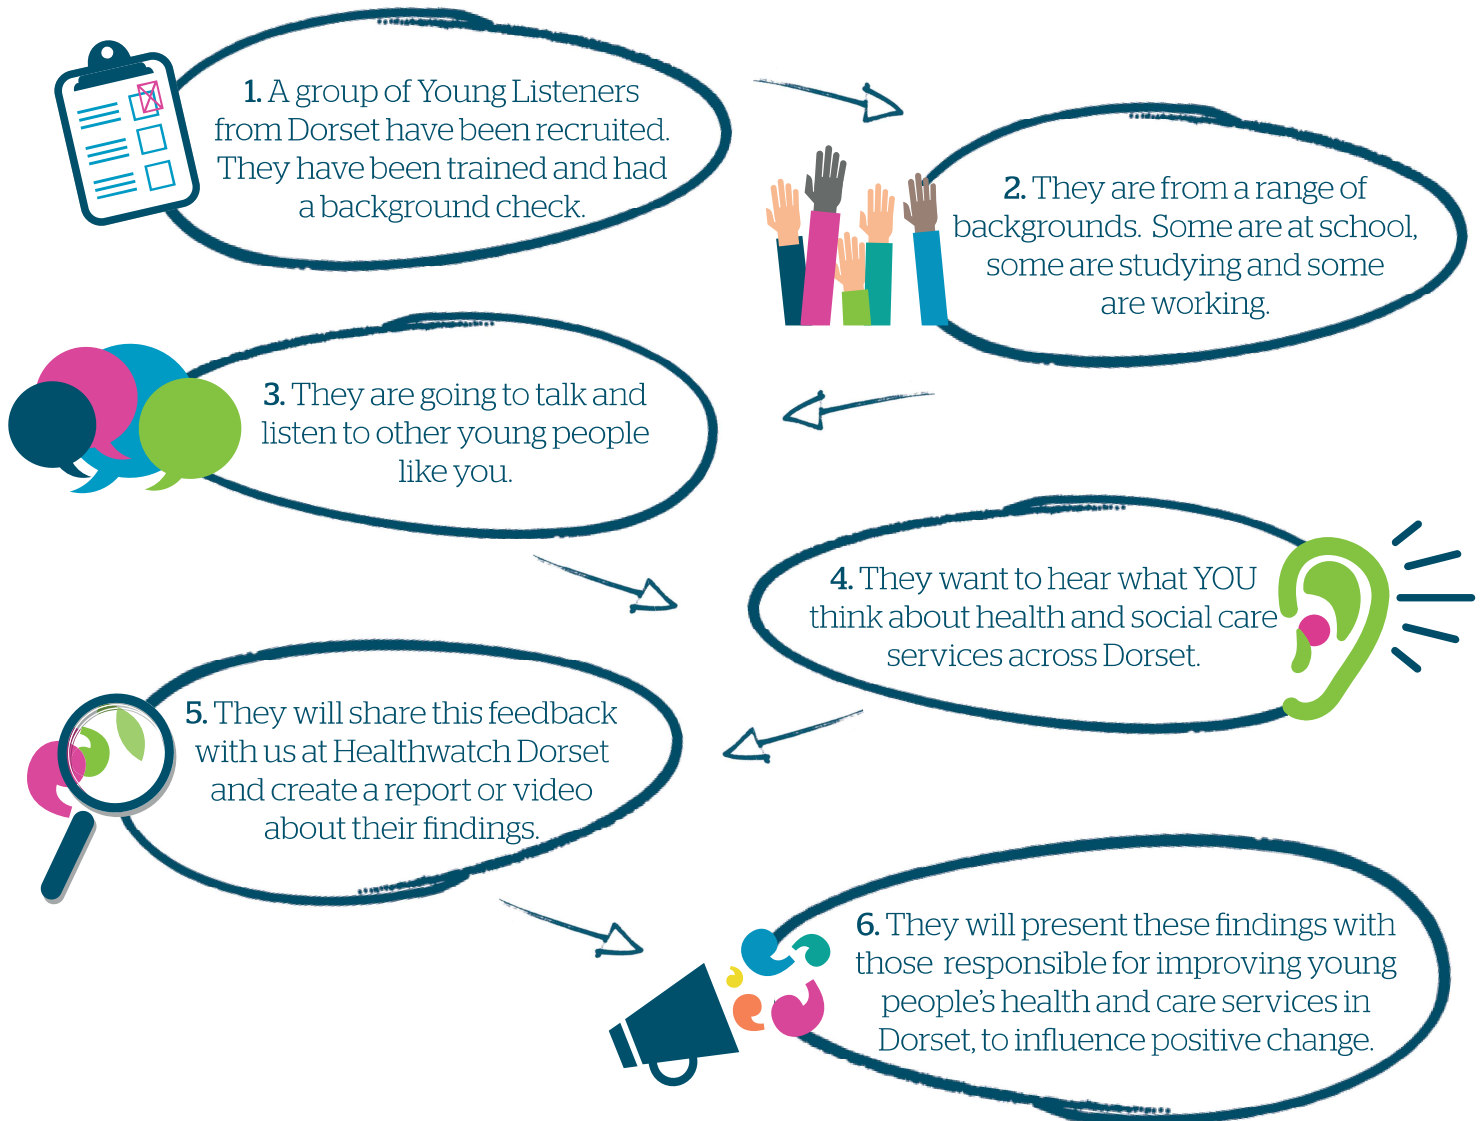 1. A group of Young Listeners
from Dorset have been recruited.
They have been trained and had
a background check.
2. They are from a range of
backgrounds. Some are at school,
some are studying and some
are working.
3. They are going to talk and
listen to other young people
like you.
4. They want to hear what YOU
think about health and social care
services across Dorset.
5. They will share this feedback
with us at Healthwatch Dorset
and create a report or video
about their findings.
6. They will present these findings with
those responsible for improving young
people's health and care services in
Dorset, to influence positive change.